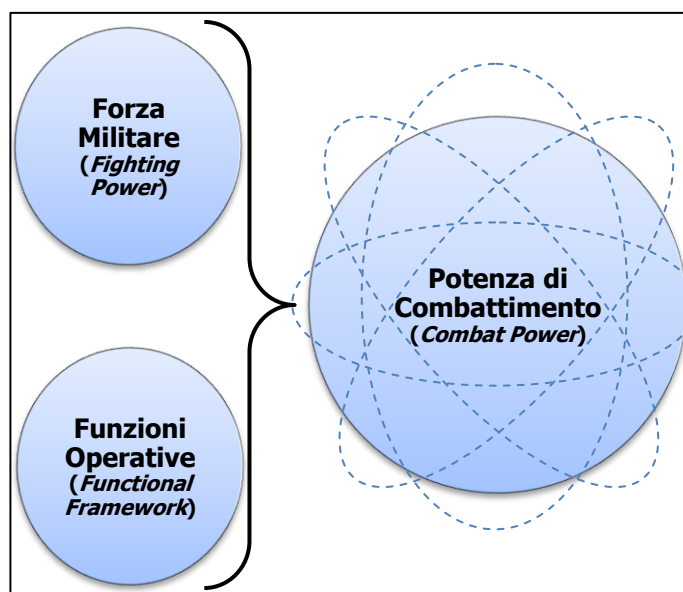 Forza
Militare
(Fighting
Power)
Funzioni
Operative
(Functional
Framework)
Potenza di
Combattimento
(Combat Power)